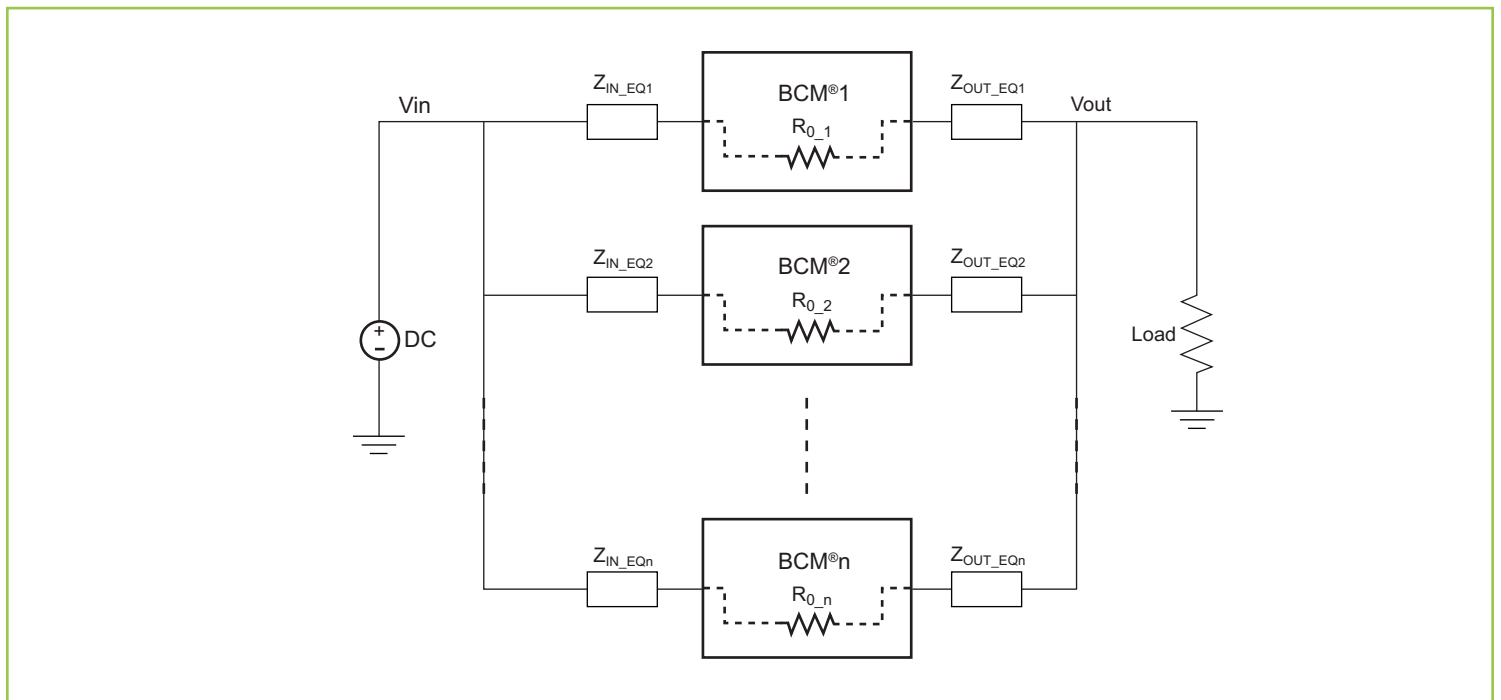 Vin
Z_IN_EQ1
BCM®1
R_0_1
Z_OUT_EQ1
Vout
Z_IN_EQ2
BCM®2
R_0_2
Z_OUT_EQ2
+
-
DC
Load
Z_IN_EQn
BCM®n
R_0_n
Z_OUT_EQn